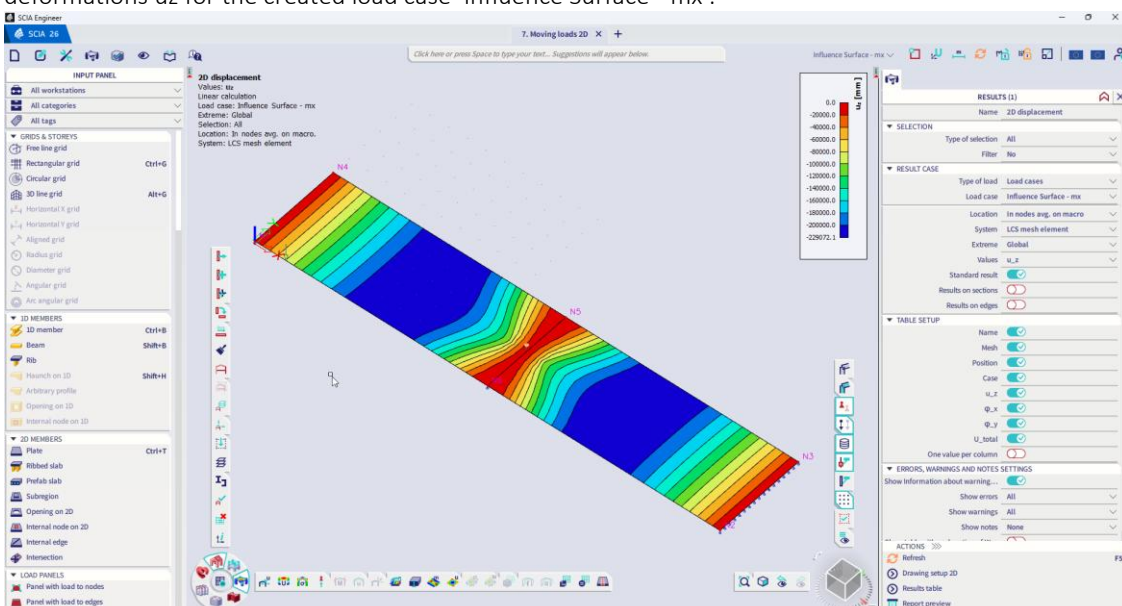 deformations uz for the created load case 'Influence Surface - mx'.
SCIA Engineer
SCIA 26
7. Moving loads 2D
Click here or press Space to type your text... Suggestions will appear below.
Influence Surface - mx
INPUT PANEL
All workstations
All categories
All tags
GRIDS & STOREYS
Free line grid
Rectangular grid Ctrl+G
Circular grid
3D line grid Alt+G
Horizontal X grid
Horizontal Y grid
Aligned grid
Radius grid
Diameter grid
Angular grid
Arc angular grid
1D MEMBERS
1D member Ctrl+B
Beam Shift+B
Rib
Haunch on 1D Shift+H
Arbitrary profile
Opening on 1D
Internal node on 1D
2D MEMBERS
Plate Ctrl+T
Ribbed slab
Prefab slab
Subregion
Opening on 2D
Internal node on 2D
Internal edge
Intersection
LOAD PANELS
Panel with load to nodes
Panel with load to edges
2D displacement
Values: uz
Linear calculation
Load case: Influence Surface - mx
Extreme: Global
Selection: All
Location: In nodes avg. on macro.
System: LCS mesh element
N4
N5
N3
uz [mm]
0.0
-20000.0
-40000.0
-60000.0
-80000.0
-100000.0
-120000.0
-140000.0
-160000.0
-180000.0
-200000.0
-229072.1
RESULTS (1)
Name 2D displacement
SELECTION
Type of selection All
Filter No
RESULT CASE
Type of load Load cases
Load case Influence Surface - mx
Location In nodes avg. on macro
System LCS mesh element
Extreme Global
Values u_z
Standard result
Results on sections
Results on edges
TABLE SETUP
Name
Mesh
Position
Case
u_z
φ_x
φ_y
U_total
One value per column
ERRORS, WARNINGS AND NOTES SETTINGS
Show Information about warning...
Show errors All
Show warnings All
Show notes None
ACTIONS >>>
Refresh F5
Drawing setup 2D
Results table
Report preview